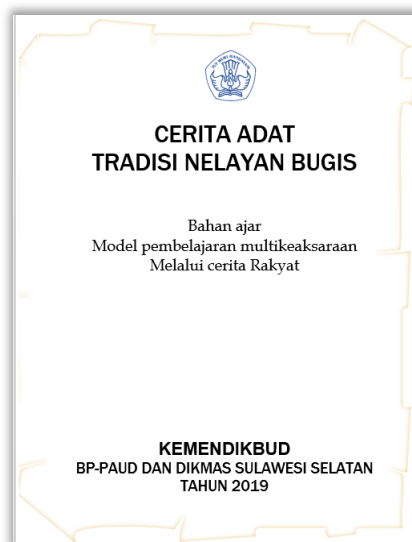 CERITA ADAT
TRADISI NELAYAN BUGIS
Bahan ajar
Model pembelajaran multikeaksaraan
Melalui cerita Rakyat
KEMENDIKBUD
BP-PAUD DAN DIKMAS SULAWESI SELATAN
TAHUN 2019